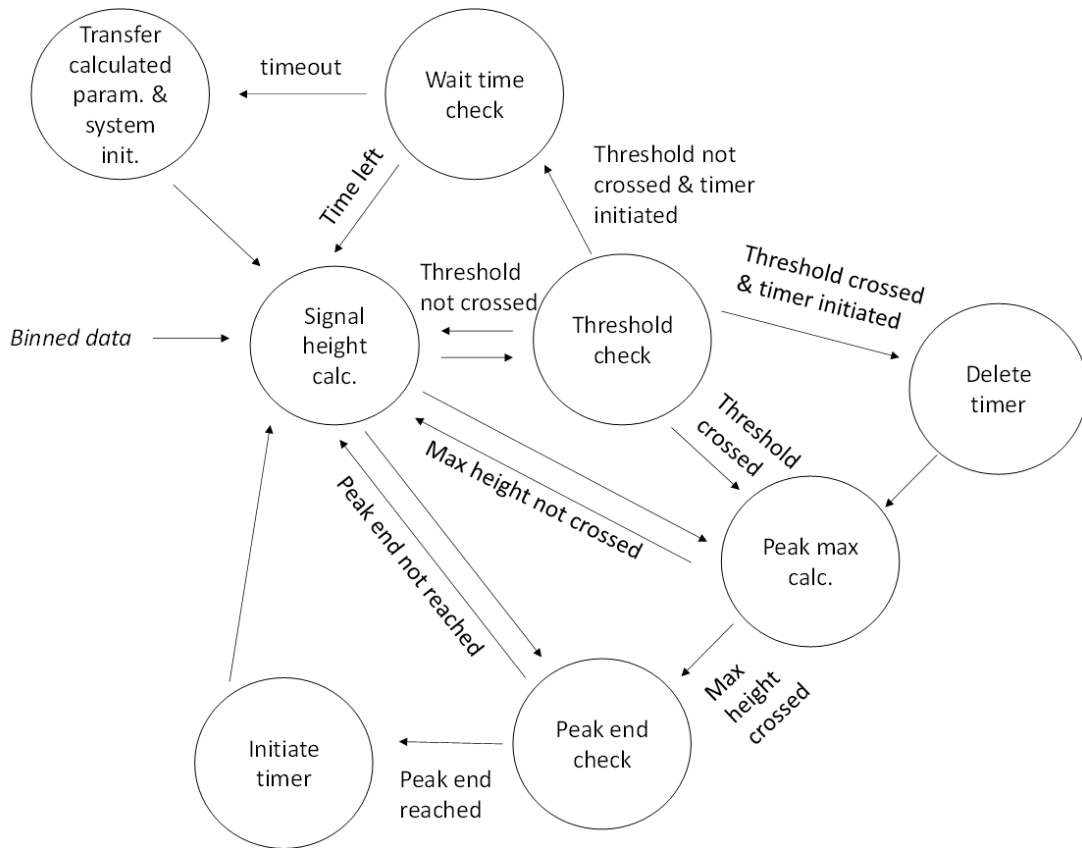 Transfer
calculated
param. &
system
init.
timeout
Wait time
check
Time left
Threshold not
crossed & timer
initiated
Threshold crossed
& timer initiated
Binned data
Signal
height
calc.
Threshold
not crossed
Threshold
check
Delete
timer
Threshold
crossed
Max height not crossed
Peak end not reached
Peak max
calc.
Max
height
crossed
Initiate
timer
Peak end
reached
Peak end
check